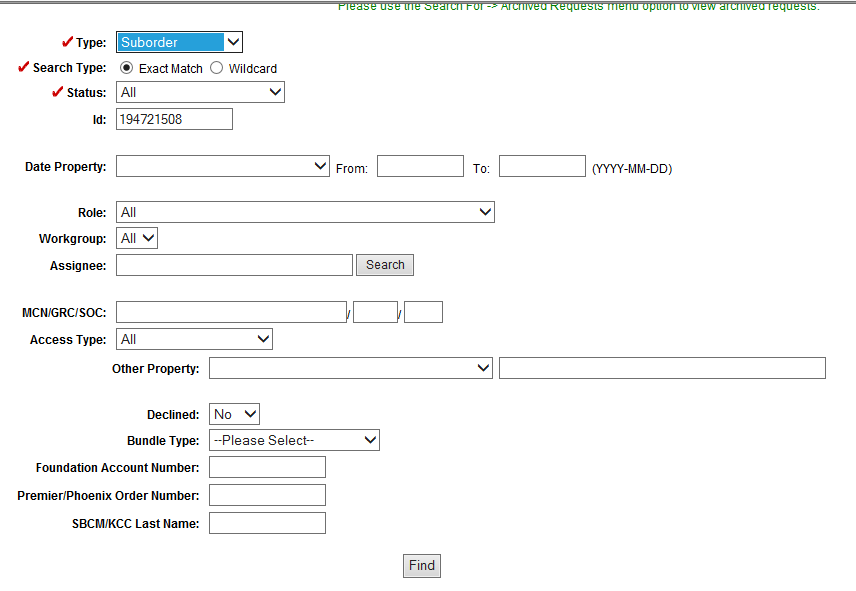 Please use the Search For -> Archived Requests menu option to view archived requests.
Type: Suborder
Search Type: Exact Match Wildcard
Status: All
Id: 194721508
Date Property: From: To: (YYYY-MM-DD)
Role: All
Workgroup: All
Assignee: Search
MCN/GRC/SOC: / /
Access Type: All
Other Property:
Declined: No
Bundle Type: --Please Select--
Foundation Account Number:
Premier/Phoenix Order Number:
SBCM/KCC Last Name:
Find